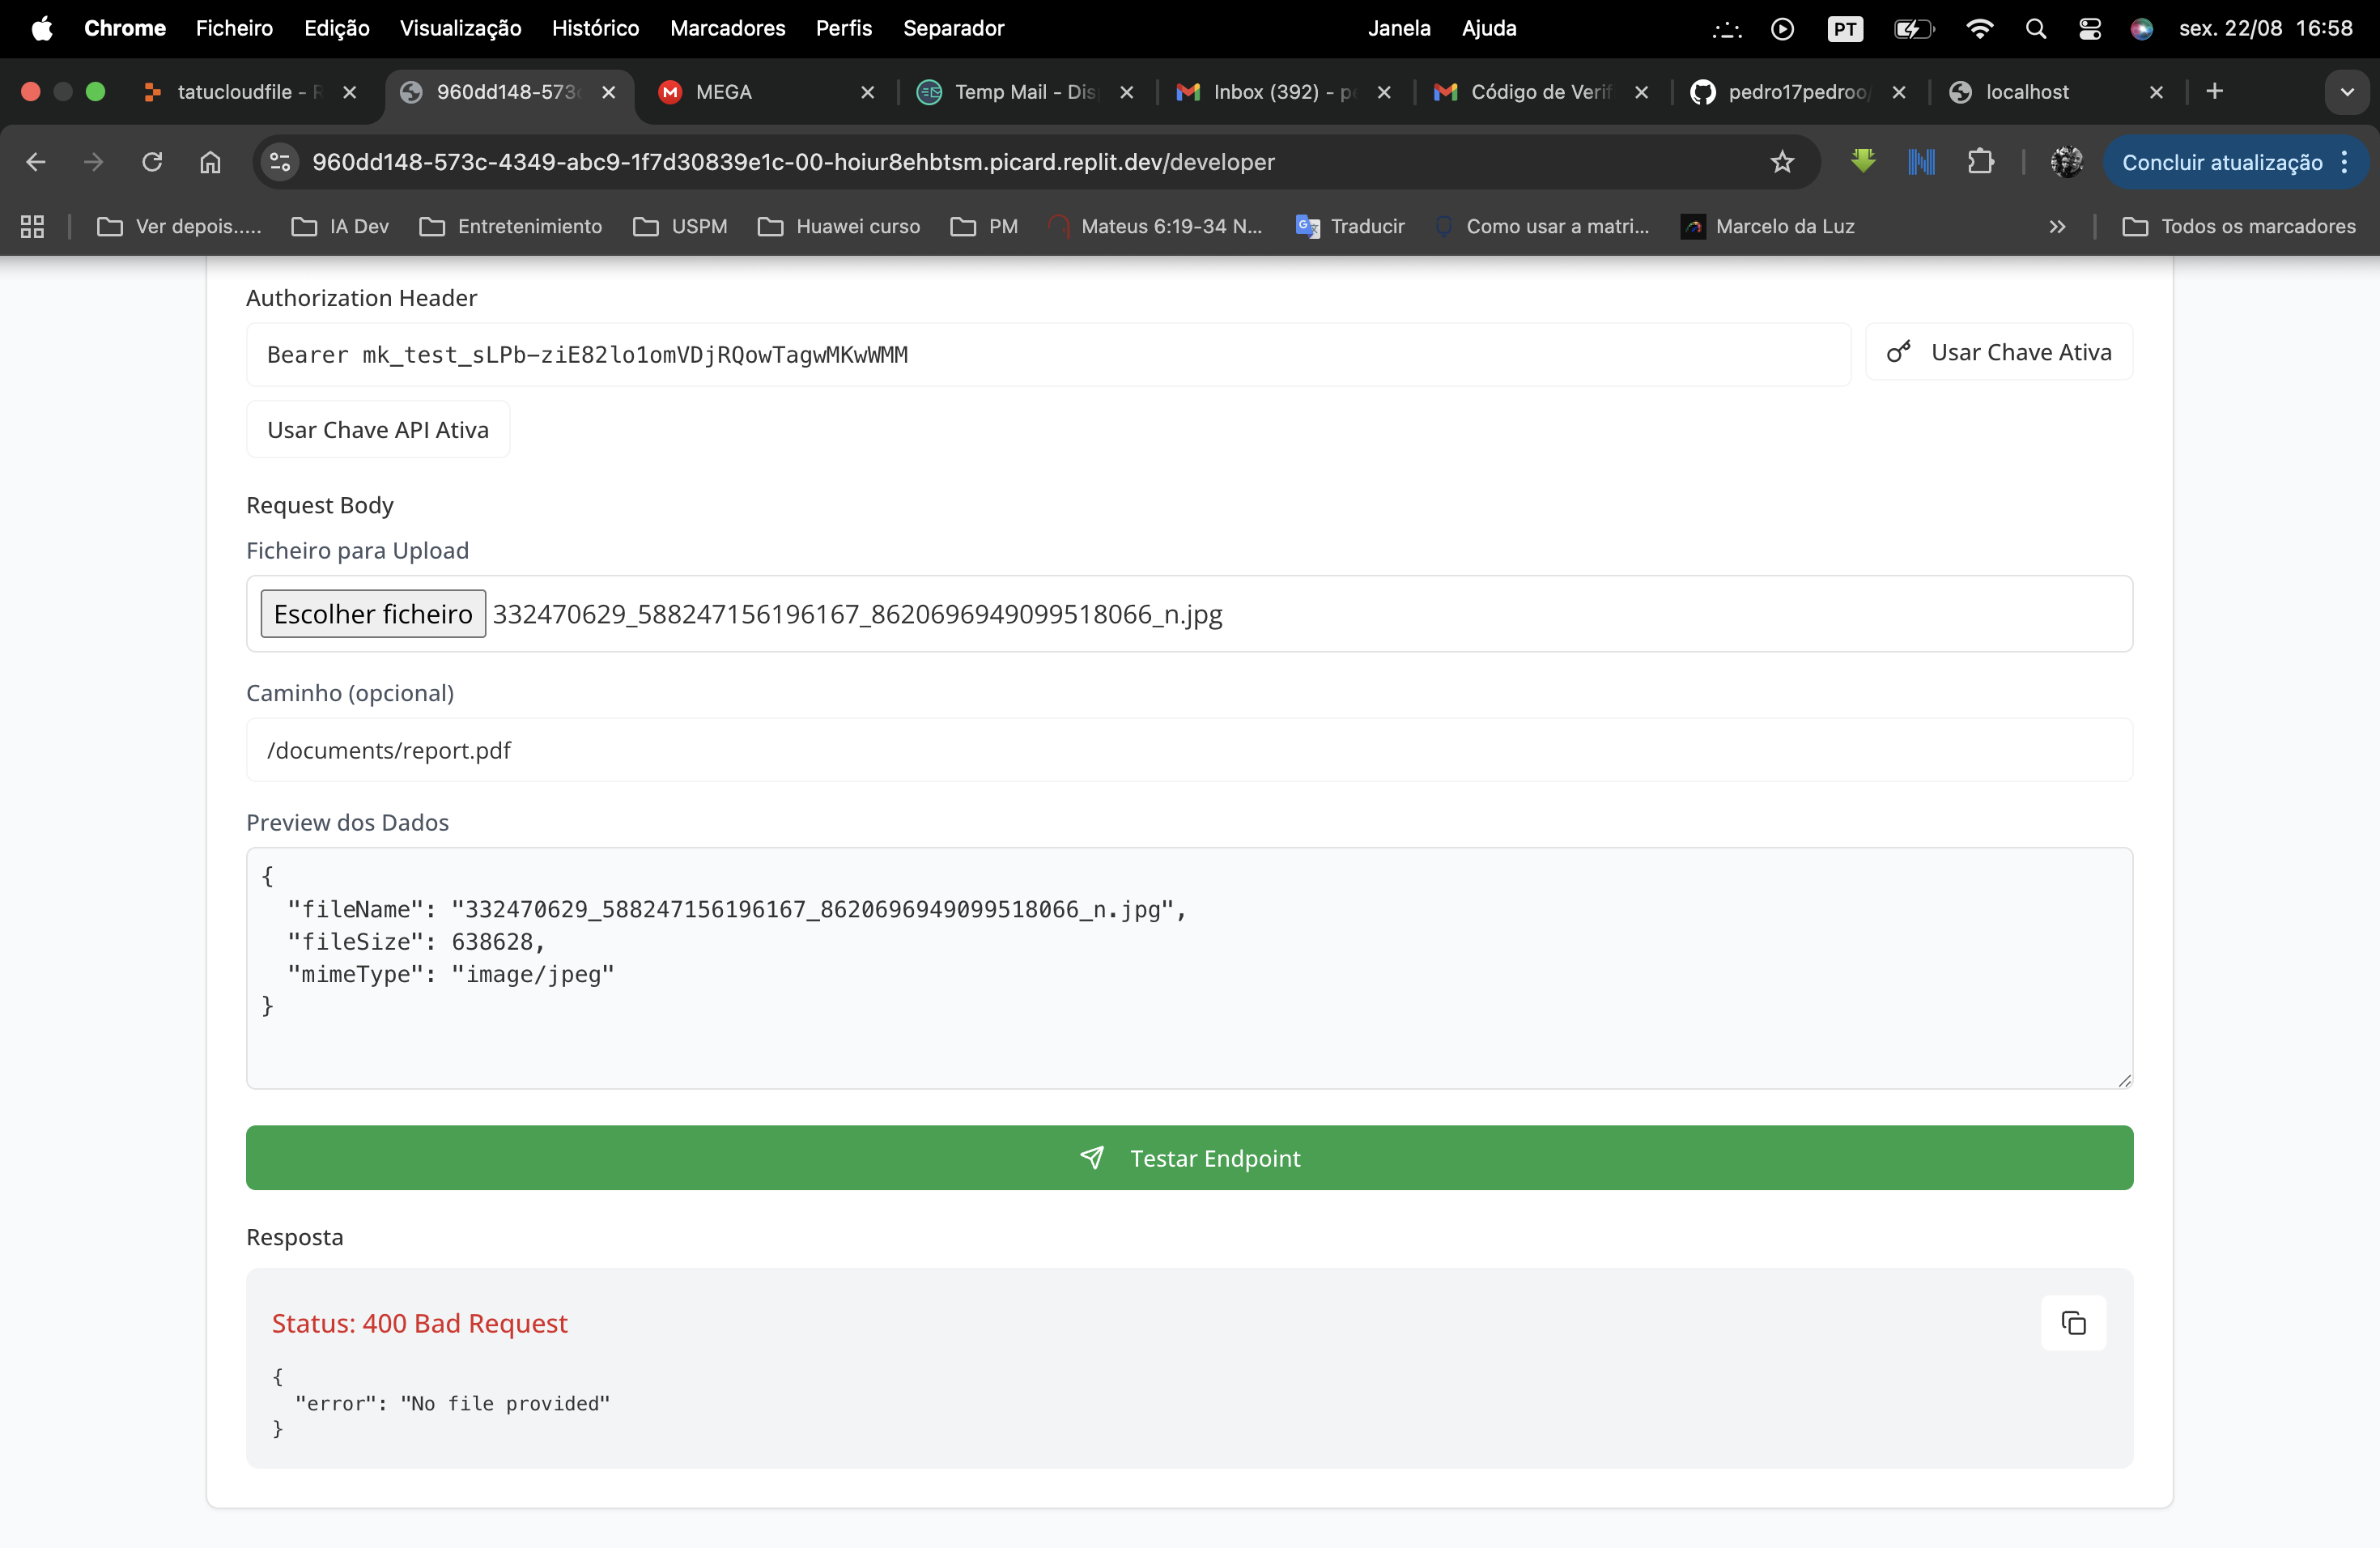 Chrome Ficheiro Edição Visualização Histórico Marcadores Perfis Separador Janela Ajuda PT sex. 22/08 16:58
tatucloudfile - R 960dd148-573c MEGA Temp Mail - Disp Inbox (392) - pe Código de Verif pedro17pedroo/ localhost
960dd148-573c-4349-abc9-1f7d30839e1c-00-hoiur8ehbtsm.picard.replit.dev/developer Concluir atualização
Ver depois..... IA Dev Entretenimiento USPM Huawei curso PM Mateus 6:19-34 N... Traducir Como usar a matri... Marcelo da Luz Todos os marcadores
Authorization Header
Bearer mk_test_sLPb-ziE82lo1omVDjRQowTagwMKwWMM
Usar Chave Ativa
Usar Chave API Ativa
Request Body
Ficheiro para Upload
Escolher ficheiro 332470629_588247156196167_8620696949099518066_n.jpg
Caminho (opcional)
/documents/report.pdf
Preview dos Dados
{
"fileName": "332470629_588247156196167_8620696949099518066_n.jpg",
"fileSize": 638628,
"mimeType": "image/jpeg"
}
Testar Endpoint
Resposta
Status: 400 Bad Request
{
"error": "No file provided"
}